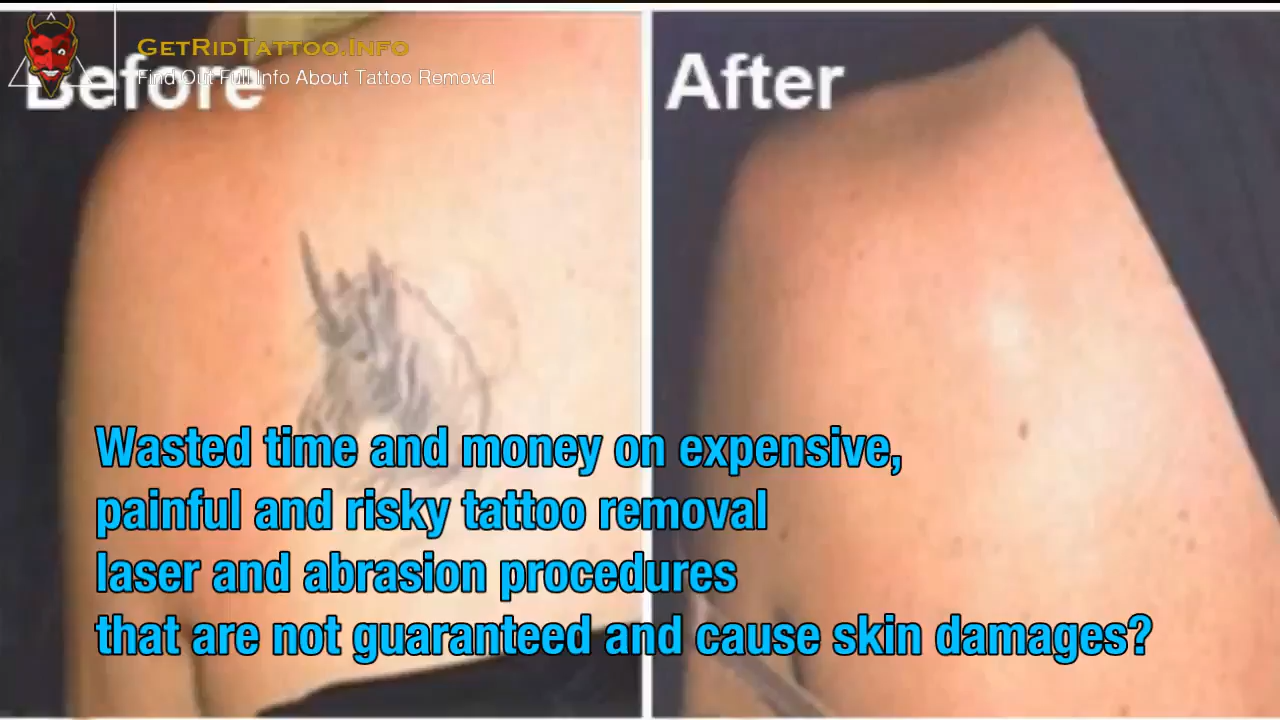 GetRidTattoo.Info
Find Out Full Info About Tattoo Removal
Before
After
Wasted time and money on expensive,
painful and risky tattoo removal
laser and abrasion procedures
that are not guaranteed and cause skin damages?